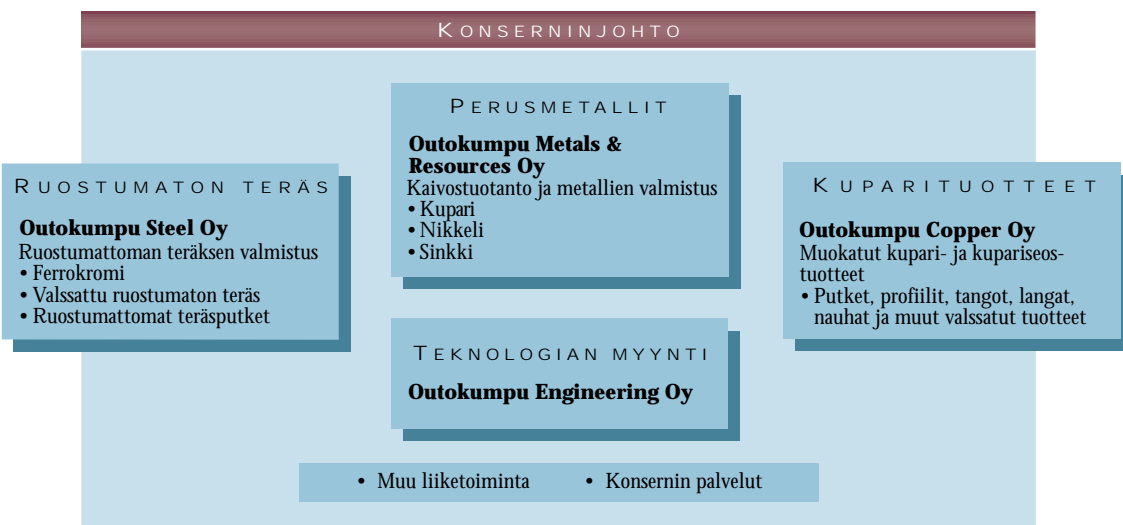 KONSERNINJOHTO
PERUSMETALLIT
Outokumpu Metals &
Resources Oy
Kaivostuotanto ja metallien valmistus
• Kupari
• Nikkeli
• Sinkki
RUOSTUMATON TERÄS
Outokumpu Steel Oy
Ruostumattoman teräksen valmistus
• Ferrokromi
• Valssattu ruostumaton teräs
• Ruostumattomat teräsputket
KUPARITUOTTEET
Outokumpu Copper Oy
Muokatut kupari- ja kupariseos-
tuotteet
• Putket, profiilit, tangot, langat,
nauhat ja muut valssatut tuotteet
TEKNOLOGIAN MYYNTI
Outokumpu Engineering Oy
• Muu liiketoiminta • Konsernin palvelut